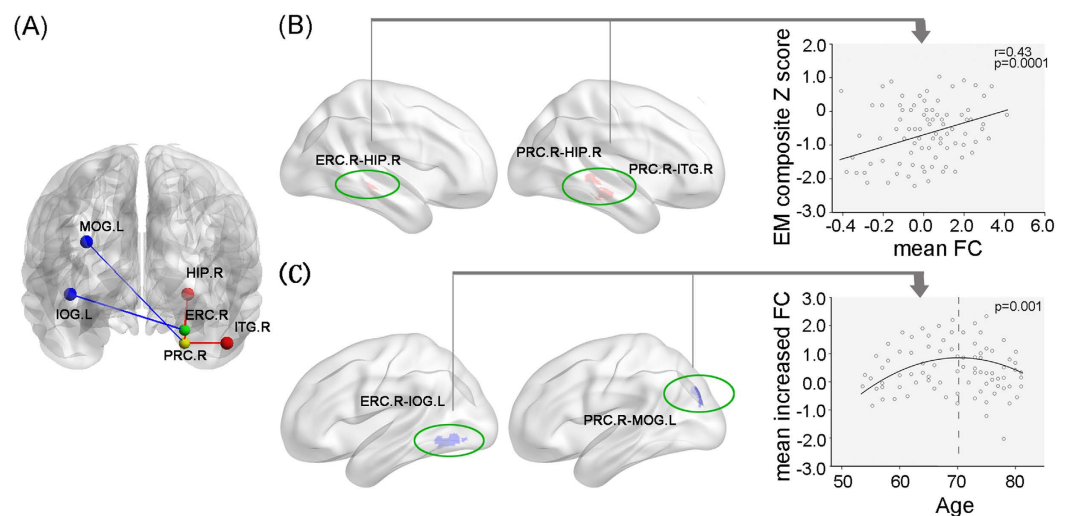 (A)
MOG.L
HIP.R
IOG.L
ERC.R
ITG.R
PRC.R
(B)
ERC.R-HIP.R
PRC.R-HIP.R
PRC.R-ITG.R
EM composite Z score
2.0
1.0
0
-1.0
-2.0
-3.0
r=0.43
p=0.0001
-0.4 -2.0 0.0 2.0 4.0 6.0
mean FC
(C)
ERC.R-IOG.L
PRC.R-MOG.L
mean increased FC
3.0
2.0
1.0
0.0
-1.0
-2.0
-3.0
p=0.001
50 60 70 80
Age